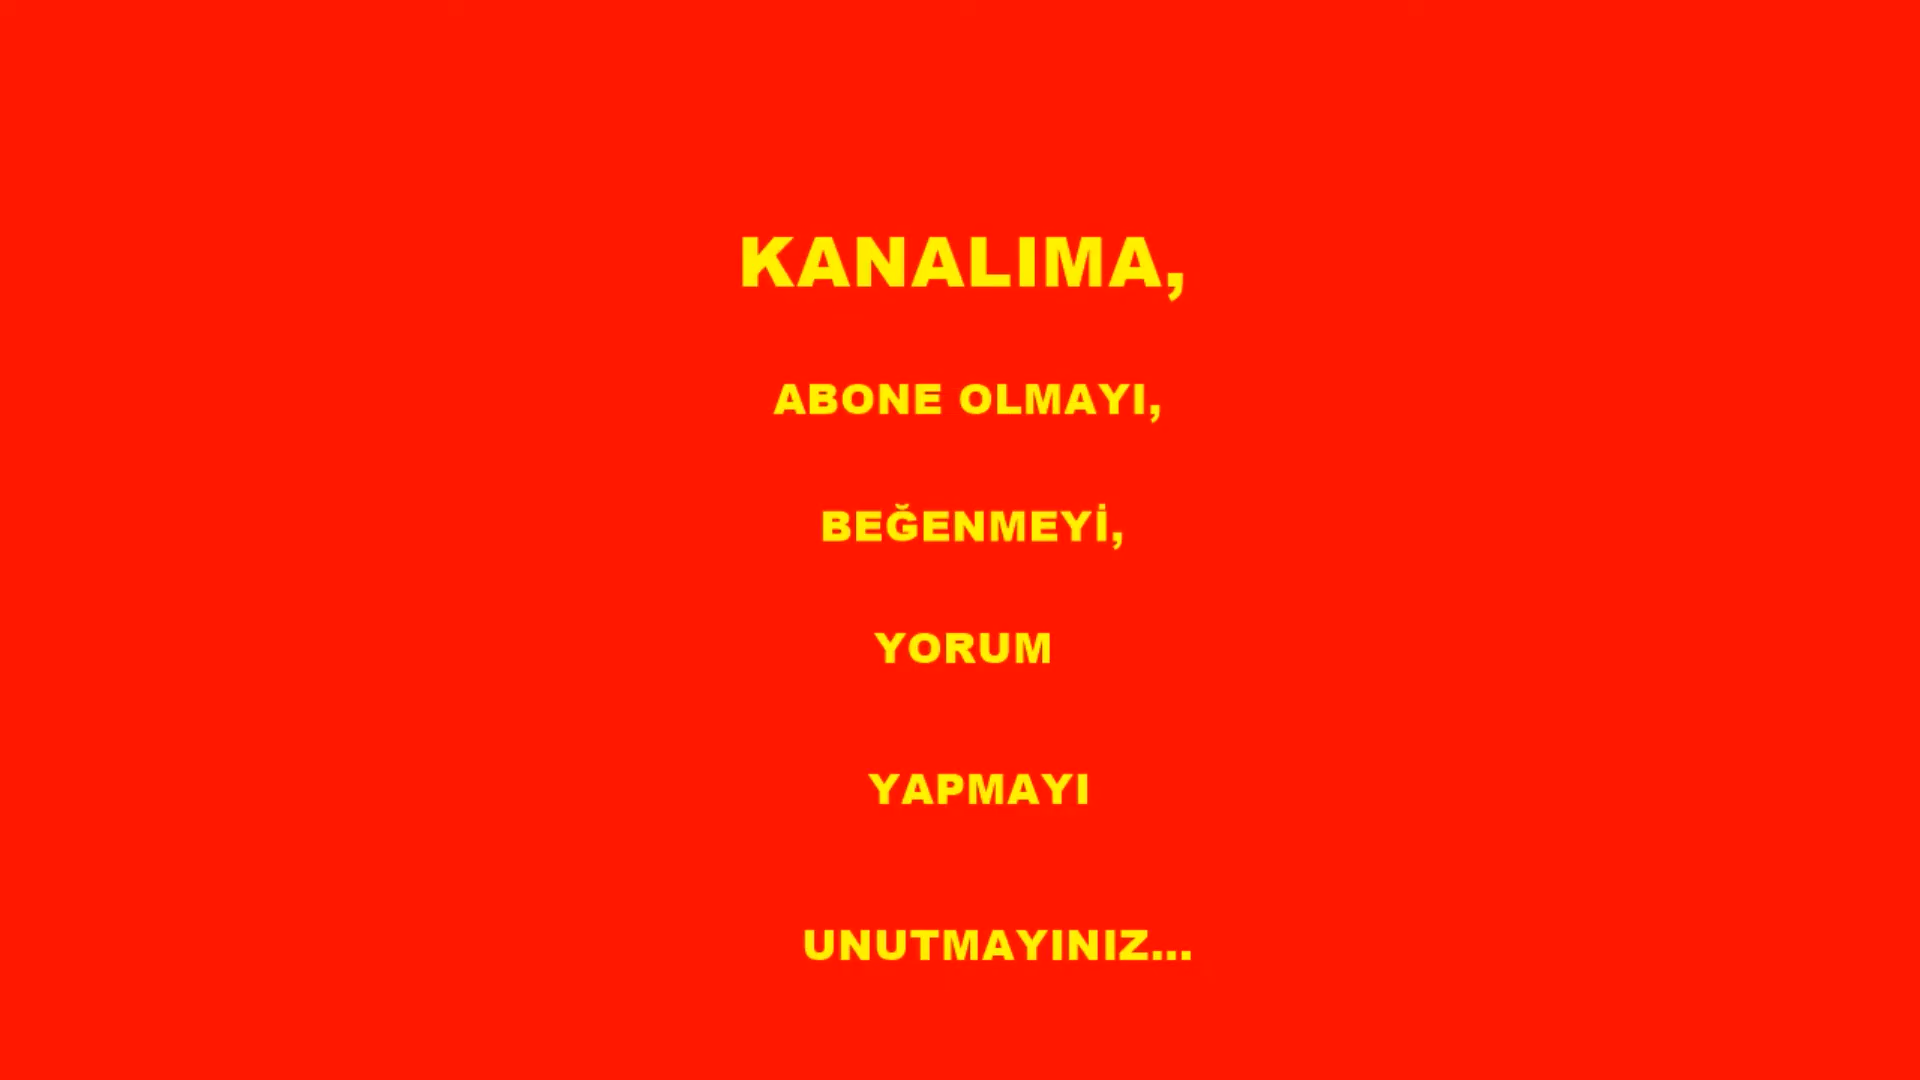 KANALIMA,
ABONE OLMAYI,
BEĞENMEYİ,
YORUM
YAPMAYI
UNUTMAYINIZ...